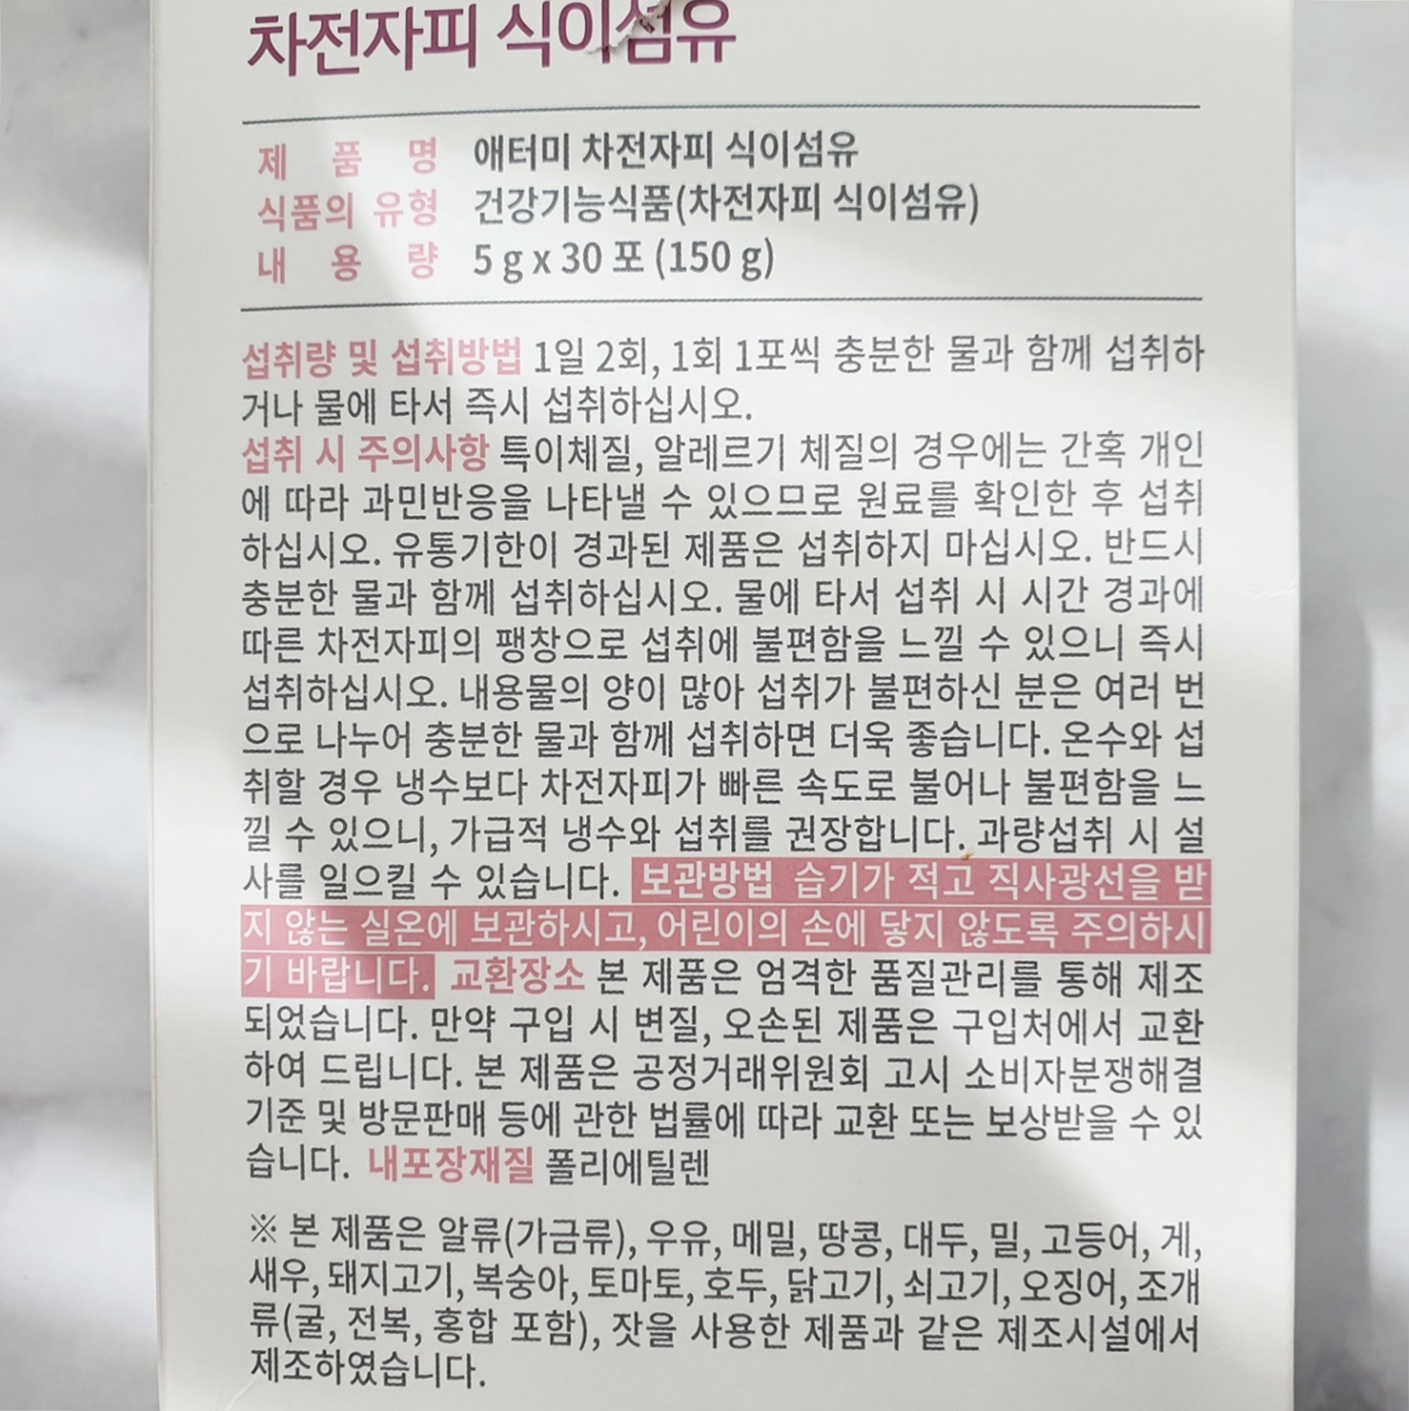 차전자피 식이섬유
제 품 명 애터미 차전자피 식이섬유
식품의 유형 건강기능식품(차전자피 식이섬유)
내 용 량 5 g x 30 포 (150 g)
섭취량 및 섭취방법 1일 2회, 1회 1포씩 충분한 물과 함께 섭취하
거나 물에 타서 즉시 섭취하십시오.
섭취 시 주의사항 특이체질, 알레르기 체질의 경우에는 간혹 개인
에 따라 과민반응을 나타낼 수 있으므로 원료를 확인한 후 섭취
하십시오. 유통기한이 경과된 제품은 섭취하지 마십시오. 반드시
충분한 물과 함께 섭취하십시오. 물에 타서 섭취 시 시간 경과에
따른 차전자피의 팽창으로 섭취에 불편함을 느낄 수 있으니 즉시
섭취하십시오. 내용물의 양이 많아 섭취가 불편하신 분은 여러 번
으로 나누어 충분한 물과 함께 섭취하면 더욱 좋습니다. 온수와 섭
취할 경우 냉수보다 차전자피가 빠른 속도로 불어나 불편함을 느
낄 수 있으니, 가급적 냉수와 섭취를 권장합니다. 과량섭취 시 설
사를 일으킬 수 있습니다. 보관방법 습기가 적고 직사광선을 받
지 않는 실온에 보관하시고, 어린이의 손에 닿지 않도록 주의하시
기 바랍니다. 교환장소 본 제품은 엄격한 품질관리를 통해 제조
되었습니다. 만약 구입 시 변질, 오손된 제품은 구입처에서 교환
하여 드립니다. 본 제품은 공정거래위원회 고시 소비자분쟁해결
기준 및 방문판매 등에 관한 법률에 따라 교환 또는 보상받을 수 있
습니다. 내포장재질 폴리에틸렌
※ 본 제품은 알류(가금류), 우유, 메밀, 땅콩, 대두, 밀, 고등어, 게,
새우, 돼지고기, 복숭아, 토마토, 호두, 닭고기, 쇠고기, 오징어, 조개
류(굴, 전복, 홍합 포함), 잣을 사용한 제품과 같은 제조시설에서
제조하였습니다.